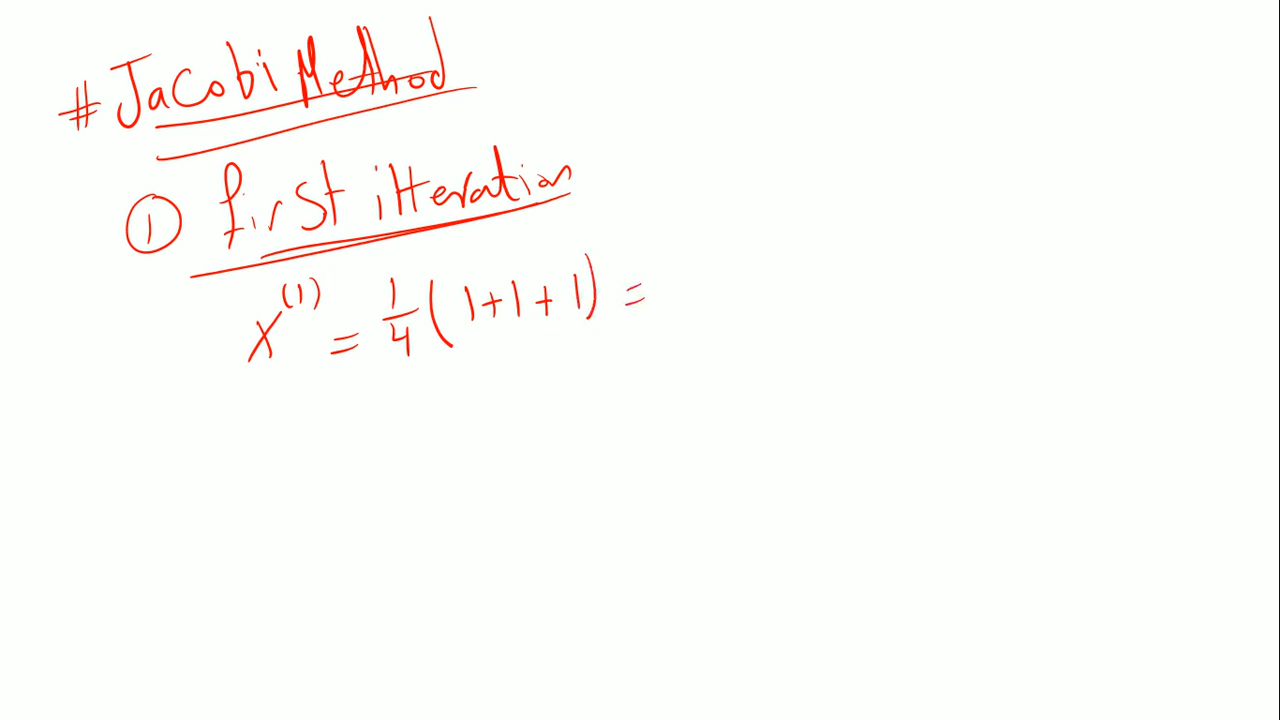 # Jacobi Method
① first itteration
x⁽¹⁾ = 1/4 (1+1+1) =